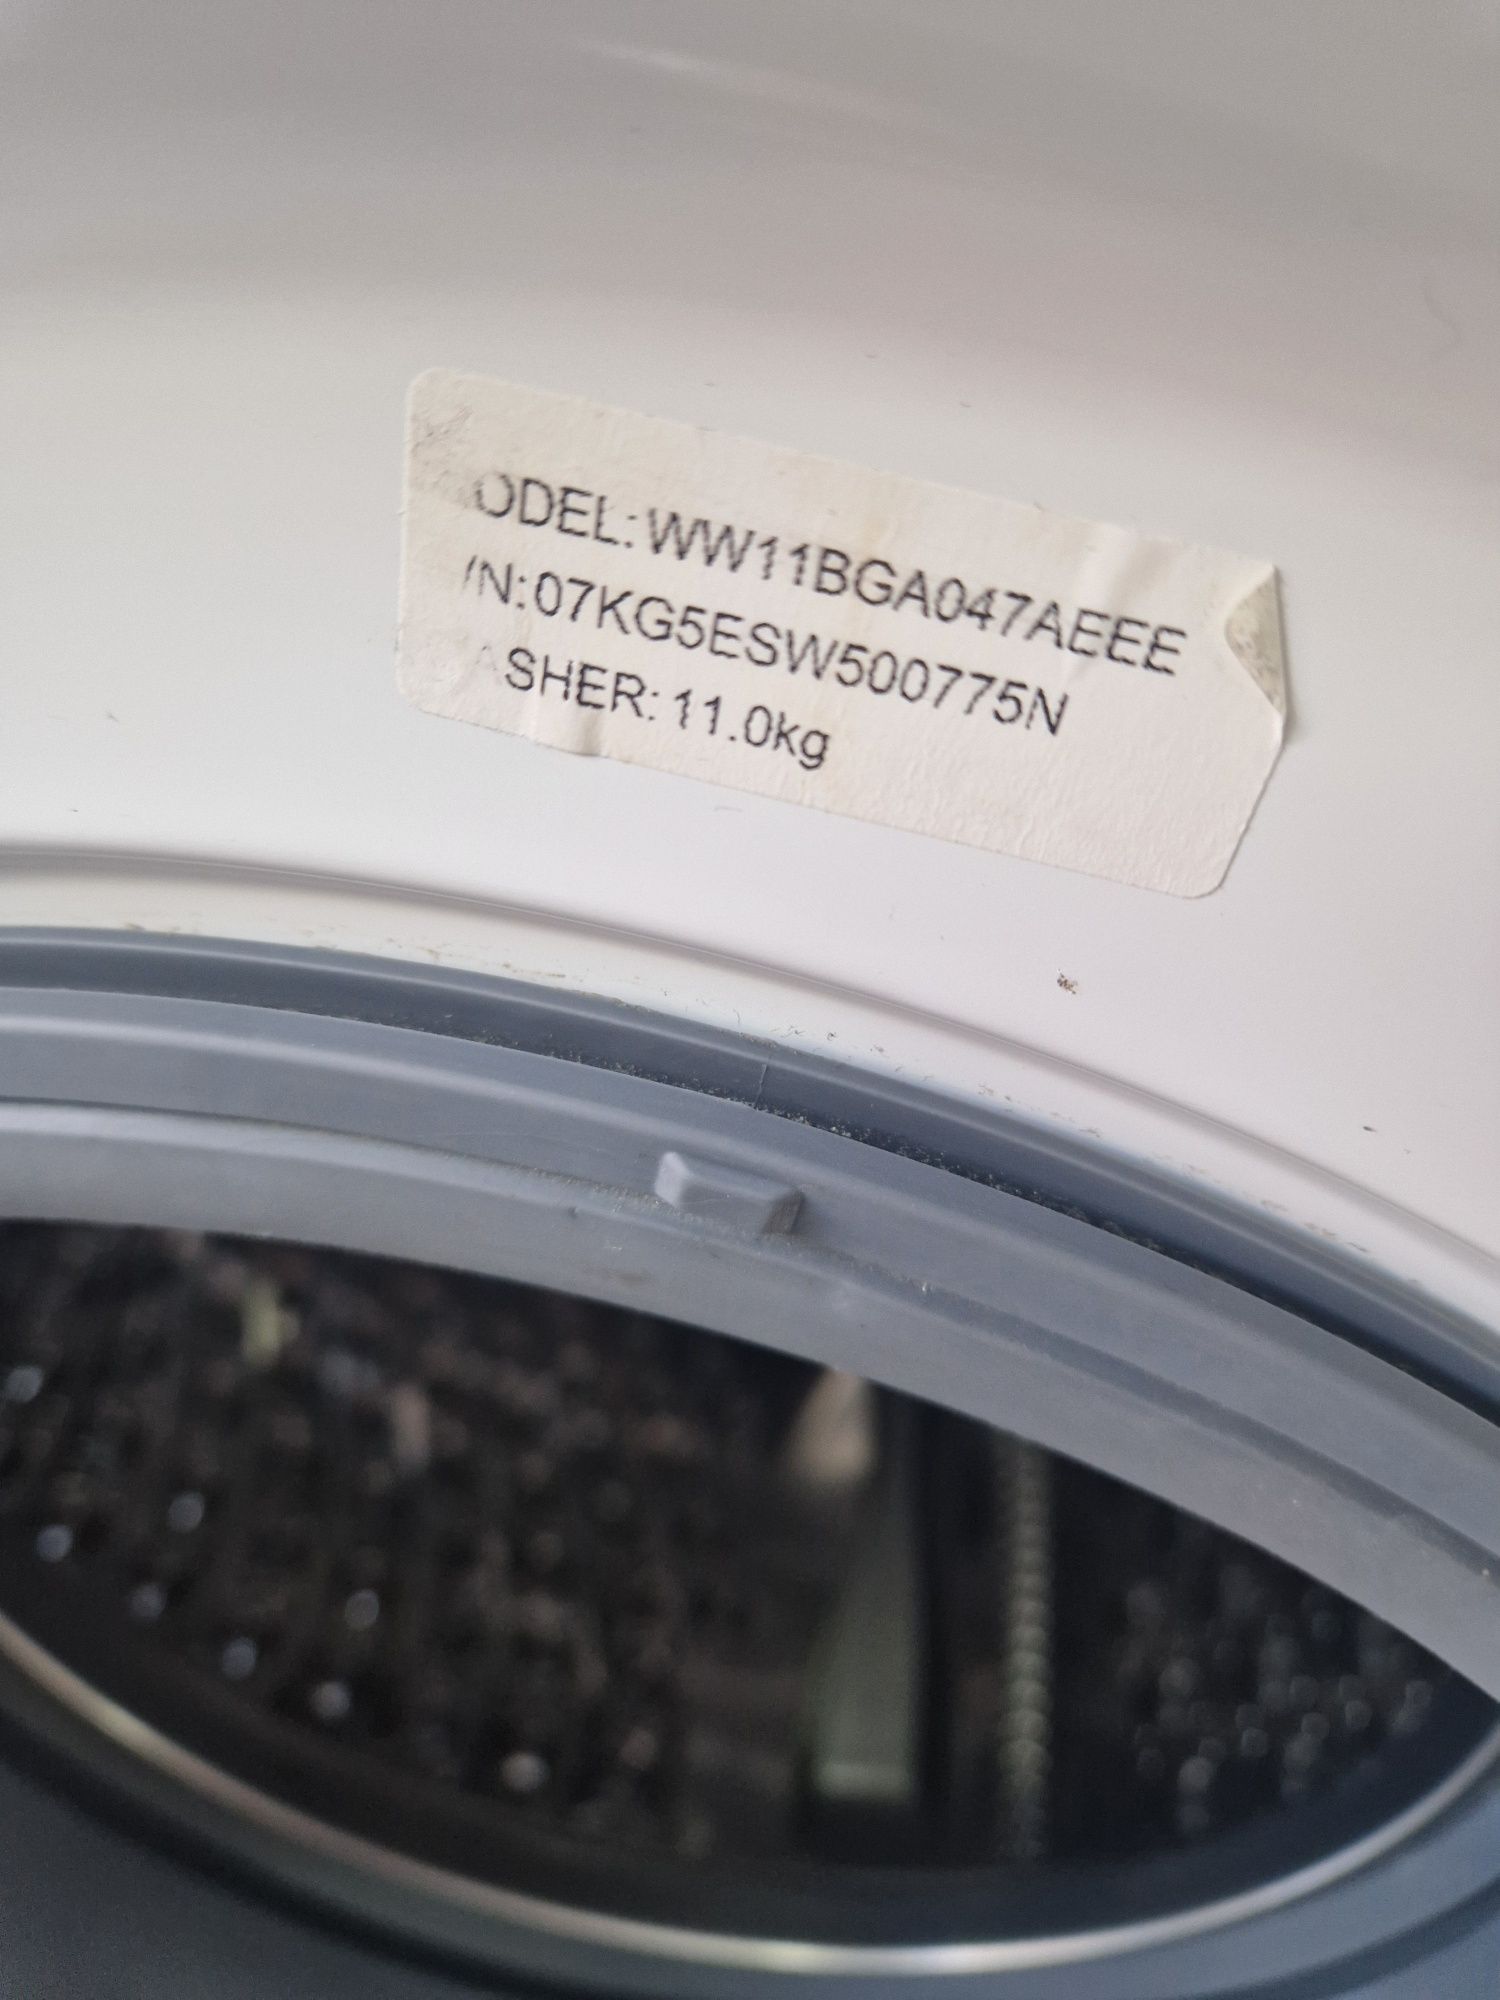 ODEL: WW11BGA047AEEE
/N: 07KG5ESW500775N
ASHER: 11.0kg